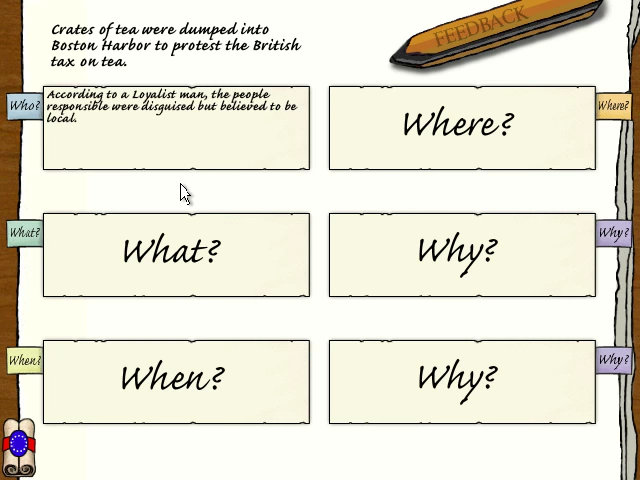 Crates of tea were dumped into
Boston Harbor to protest the British
tax on tea.
FEEDBACK
Who?
According to a Loyalist man, the people
responsible were disguised but believed to be
local.
Where?
Where?
What?
What?
Why?
Why?
When?
When?
Why?
Why?